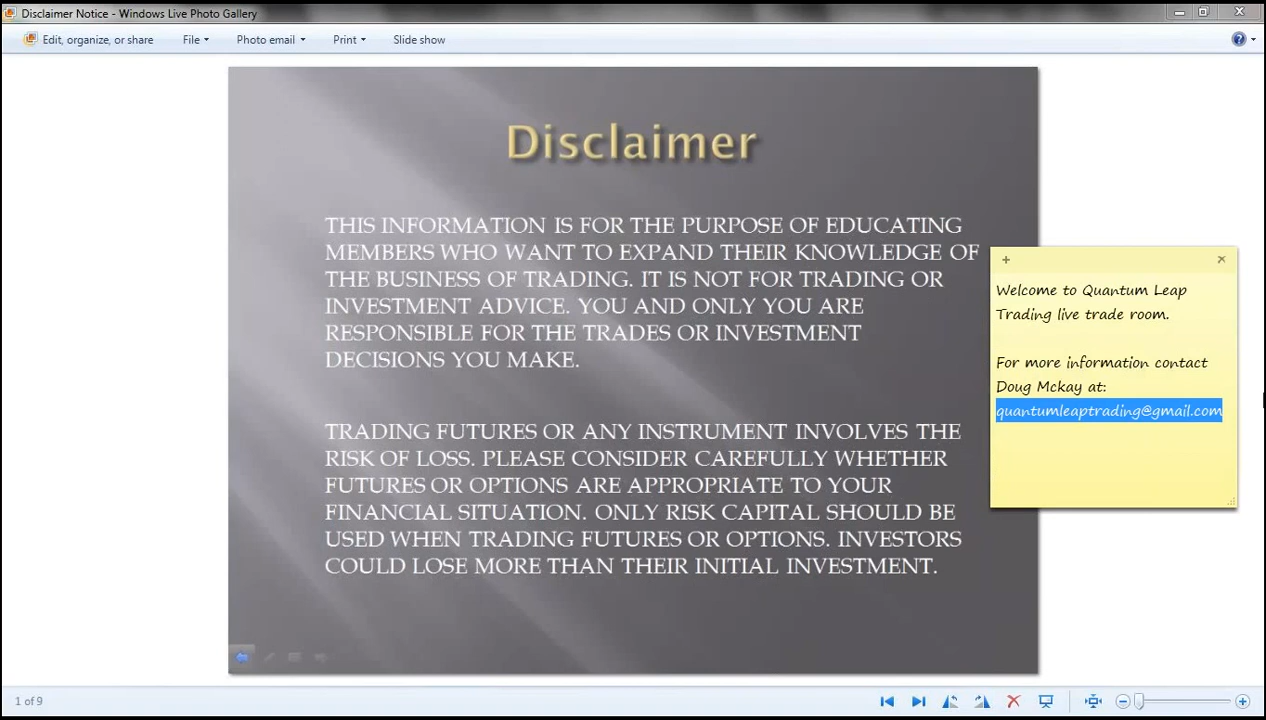 Disclaimer Notice - Windows Live Photo Gallery
Edit, organize, or share File Photo email Print Slide show
Disclaimer
THIS INFORMATION IS FOR THE PURPOSE OF EDUCATING
MEMBERS WHO WANT TO EXPAND THEIR KNOWLEDGE OF
THE BUSINESS OF TRADING. IT IS NOT FOR TRADING OR
INVESTMENT ADVICE. YOU AND ONLY YOU ARE
RESPONSIBLE FOR THE TRADES OR INVESTMENT
DECISIONS YOU MAKE.
TRADING FUTURES OR ANY INSTRUMENT INVOLVES THE
RISK OF LOSS. PLEASE CONSIDER CAREFULLY WHETHER
FUTURES OR OPTIONS ARE APPROPRIATE TO YOUR
FINANCIAL SITUATION. ONLY RISK CAPITAL SHOULD BE
USED WHEN TRADING FUTURES OR OPTIONS. INVESTORS
COULD LOSE MORE THAN THEIR INITIAL INVESTMENT.
Welcome to Quantum Leap
Trading live trade room.
For more information contact
Doug Mckay at:
quantumleaptrading@gmail.com
1 of 9